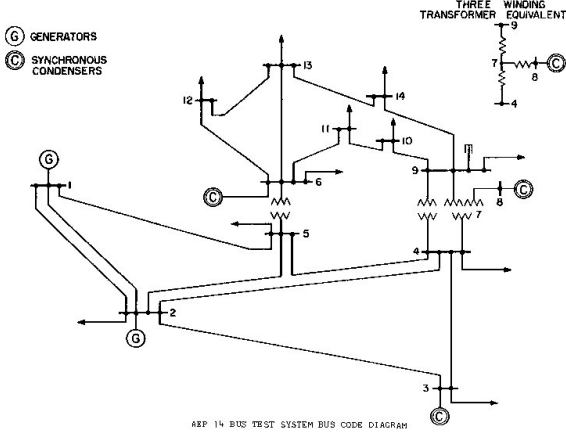 THREE WINDING
TRANSFORMER EQUIVALENT
9
7
8
C
4
G GENERATORS
C SYNCHRONOUS
CONDENSERS
13
14
12
11
10
G
1
C
6
9
8
C
7
5
4
2
G
3
C
AEP 14 BUS TEST SYSTEM BUS CODE DIAGRAM